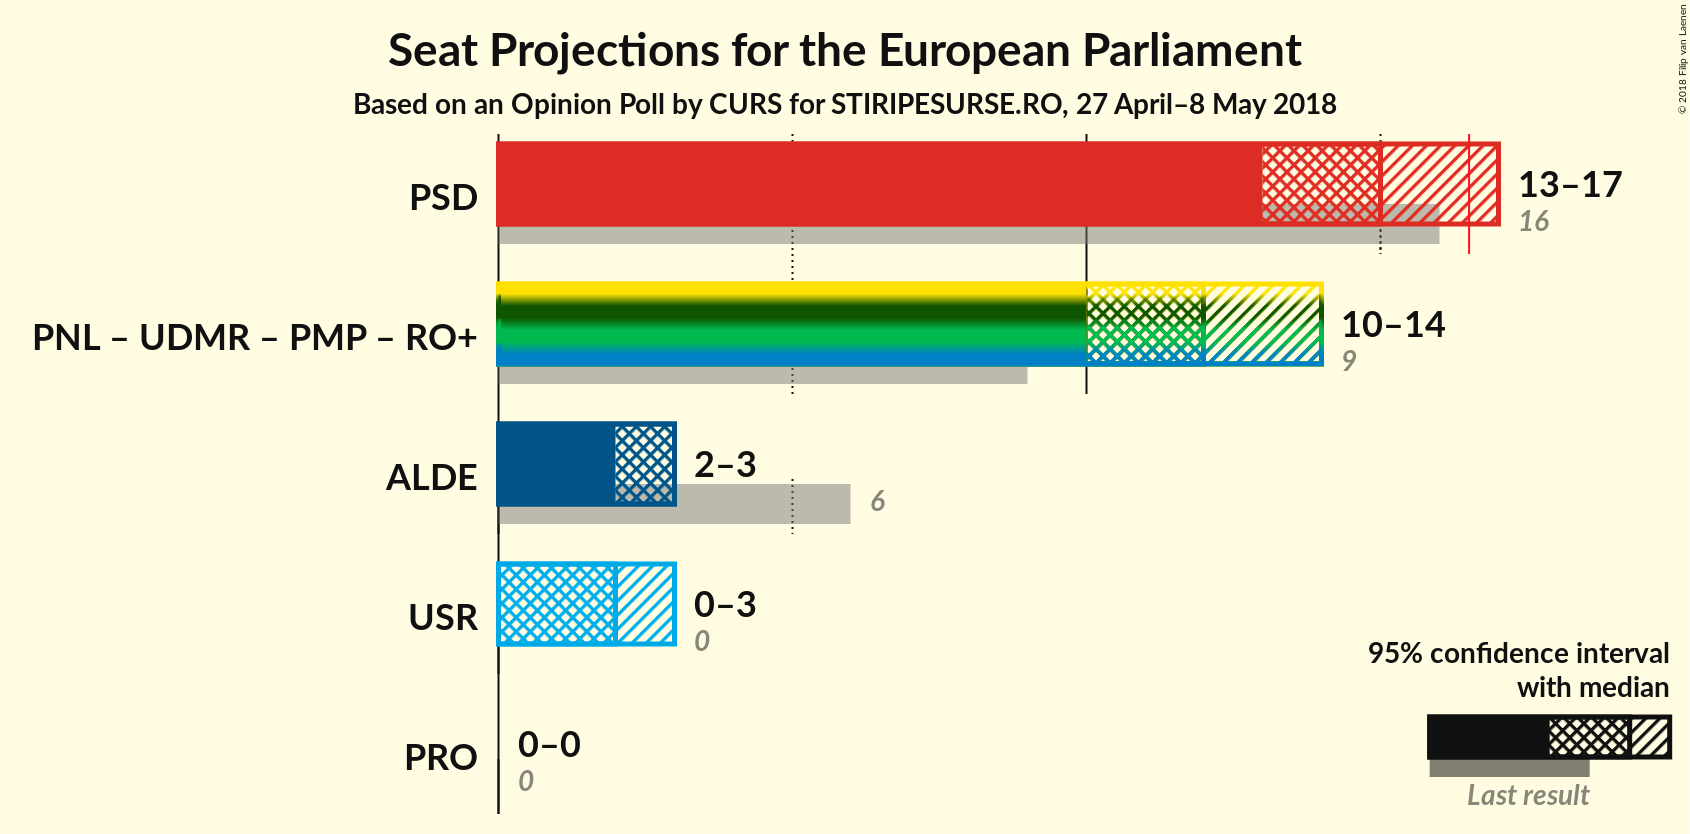 Seat Projections for the European Parliament
Based on an Opinion Poll by CURS for STIRIPESURSE.RO, 27 April–8 May 2018
© 2018 Filip van Laenen
PSD
13–17
16
PNL – UDMR – PMP – RO+
10–14
9
ALDE
2–3
6
USR
0–3
0
PRO
0–0
0
95% confidence interval
with median
Last result